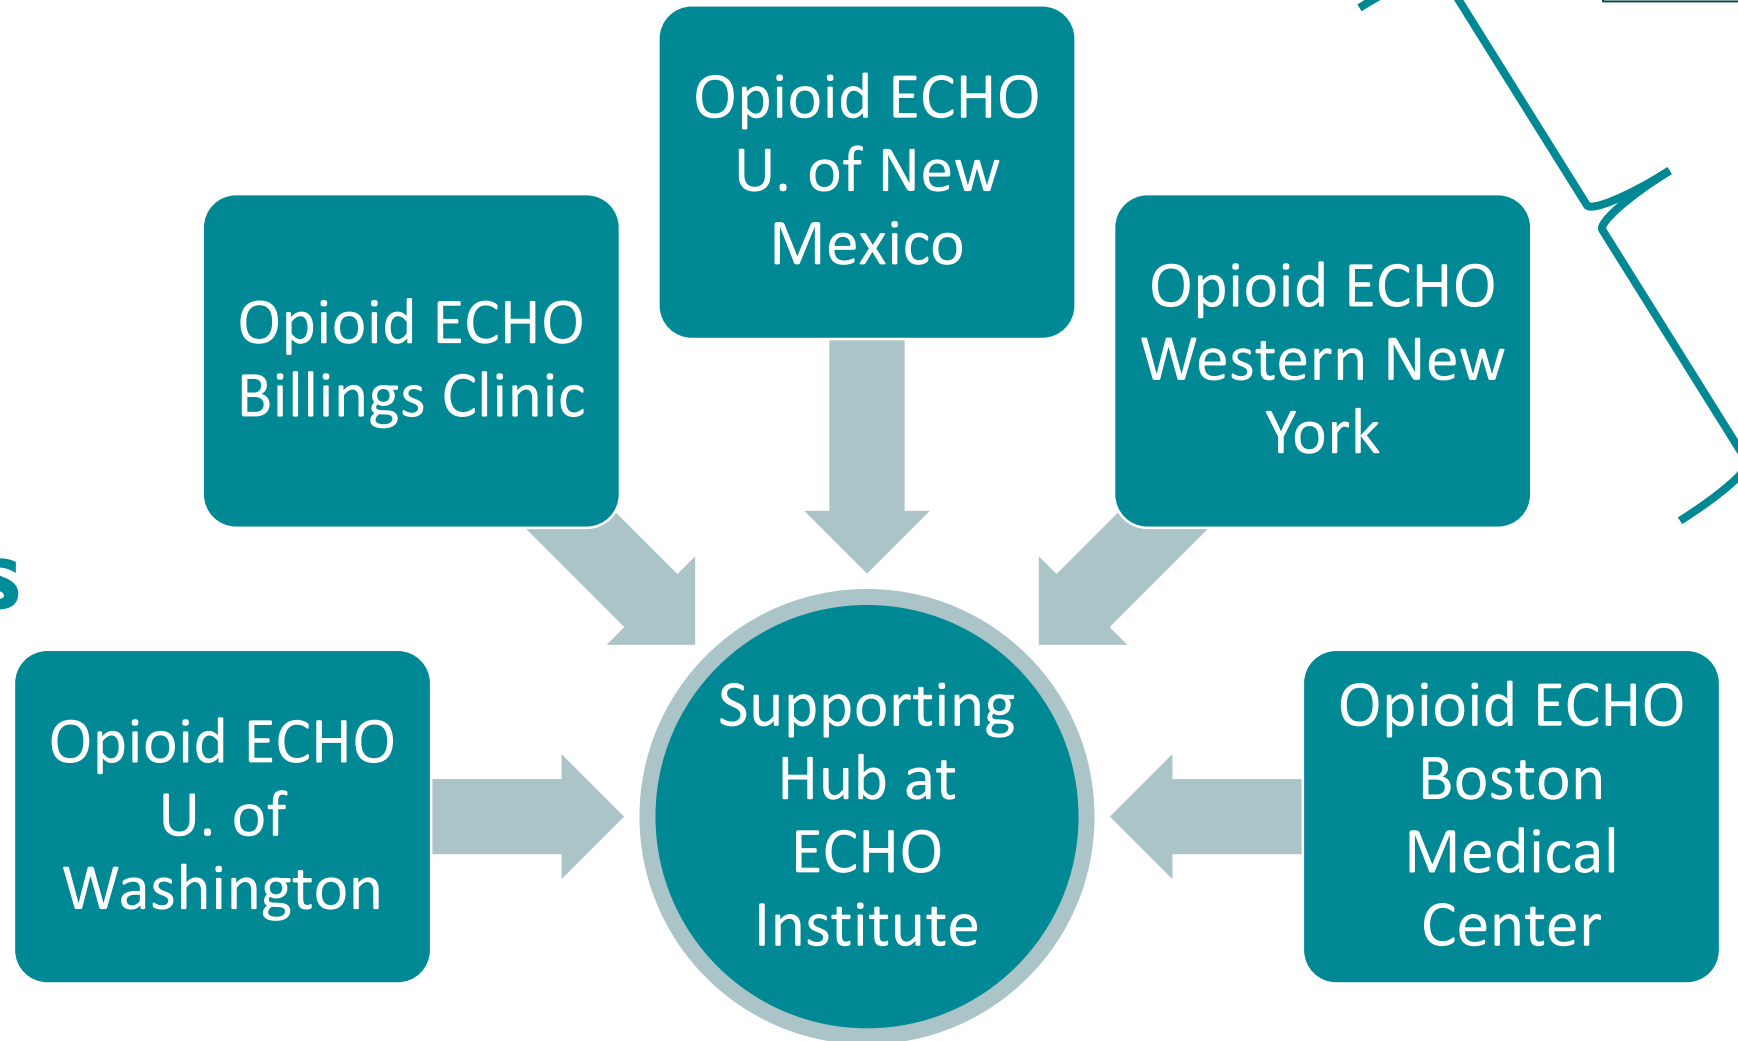 Opioid ECHO
U. of New
Mexico
Opioid ECHO
Billings Clinic
Opioid ECHO
Western New
York
s
Opioid ECHO
U. of
Washington
Supporting
Hub at
ECHO
Institute
Opioid ECHO
Boston
Medical
Center